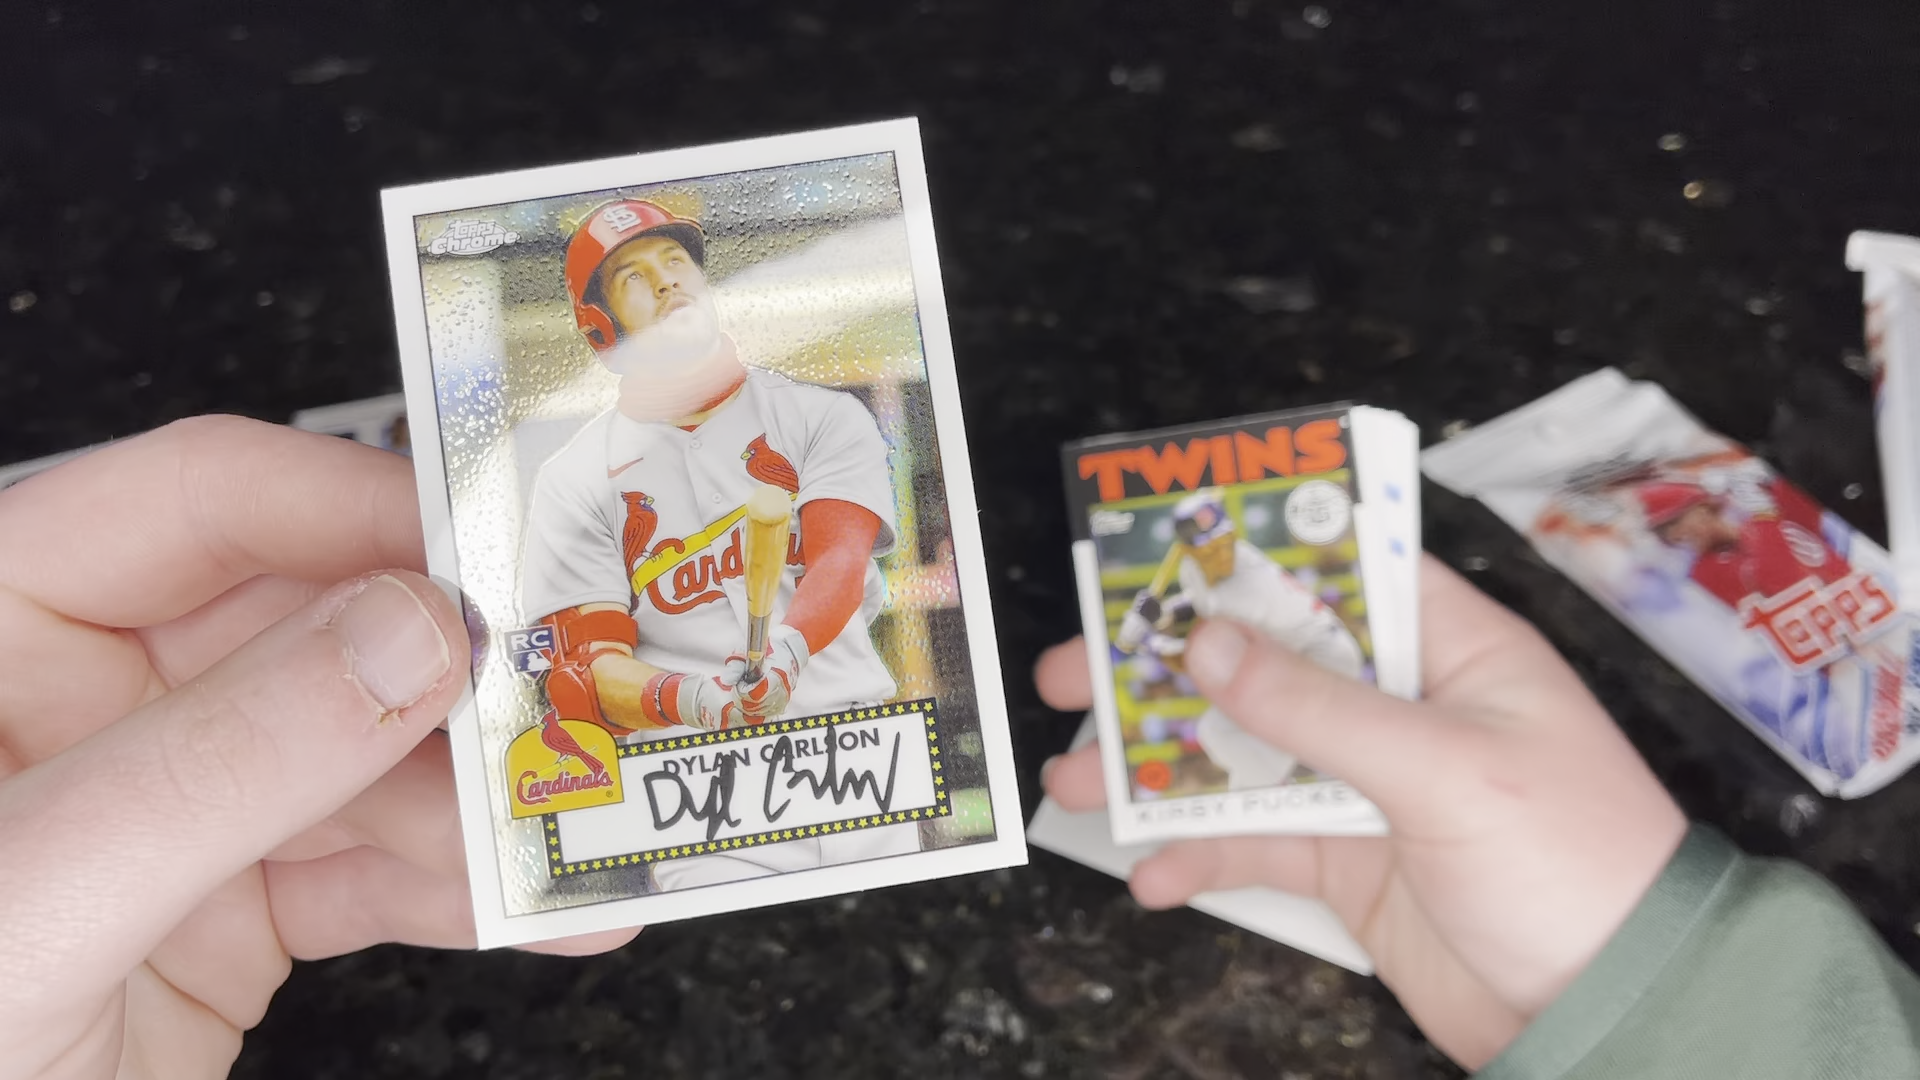 Topps
Chrome
Cardinals
RC
DYLAN CARLSON
Cardinals
TWINS
Topps
TOPPS